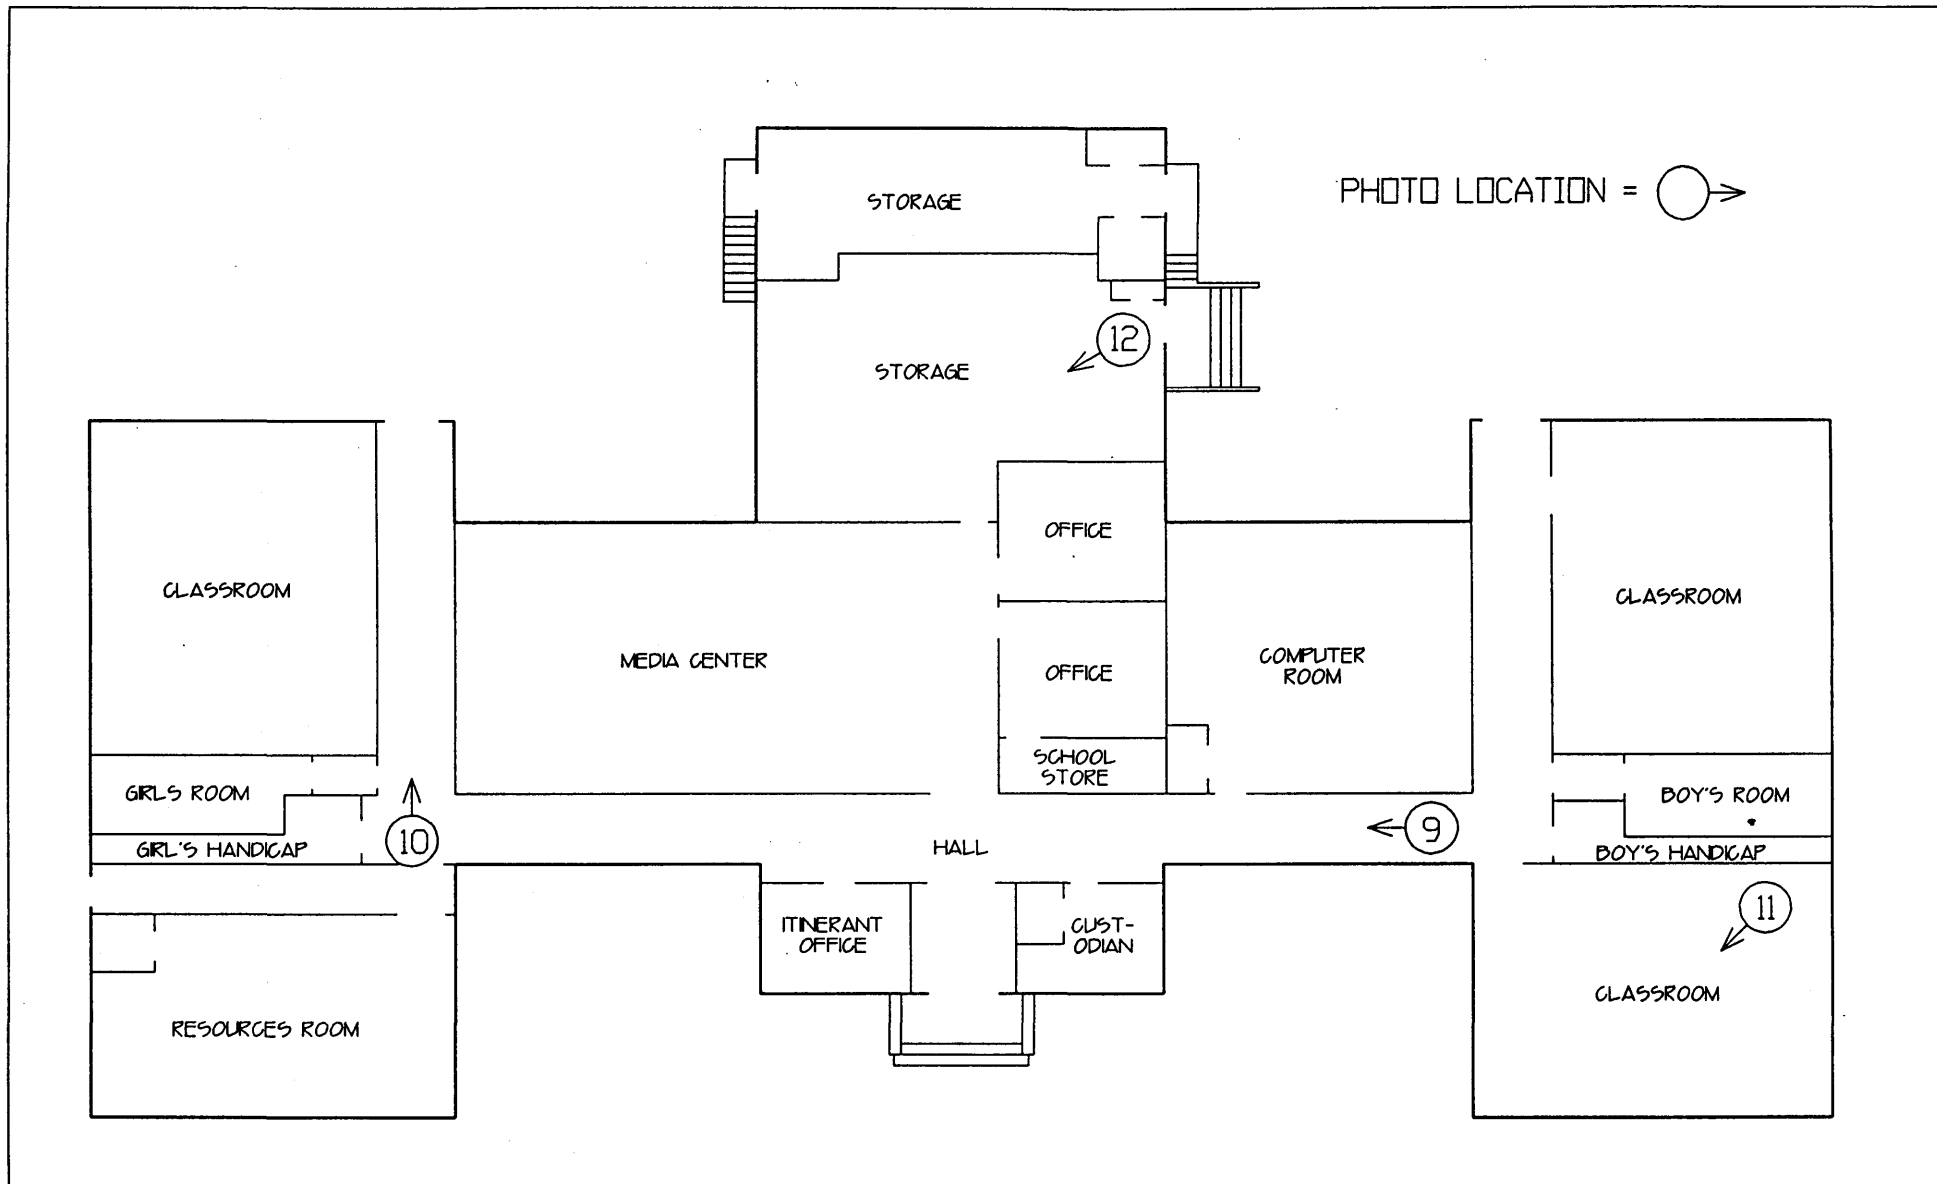 STORAGE
PHOTO LOCATION =
12
STORAGE
OFFICE
CLASSROOM
CLASSROOM
MEDIA CENTER
OFFICE
COMPUTER
ROOM
SCHOOL
STORE
GIRLS ROOM
BOY'S ROOM
10
9
GIRL'S HANDICAP
HALL
BOY'S HANDICAP
11
ITINERANT
OFFICE
CUST-
ODIAN
CLASSROOM
RESOURCES ROOM